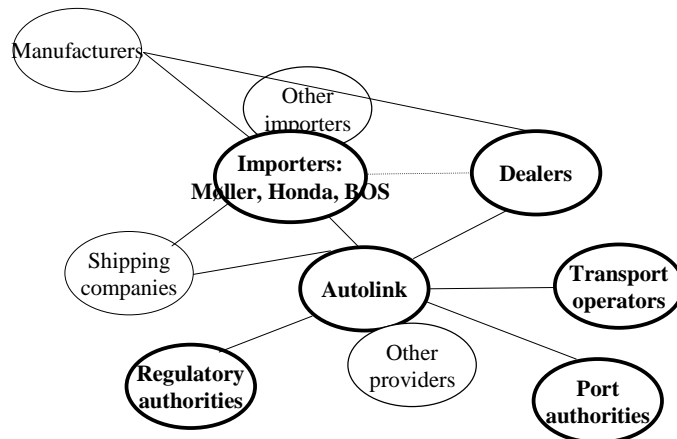 Manufacturers
Other
importers
Importers:
Møller, Honda, BOS
Dealers
Shipping
companies
Autolink
Transport
operators
Other
providers
Regulatory
authorities
Port
authorities